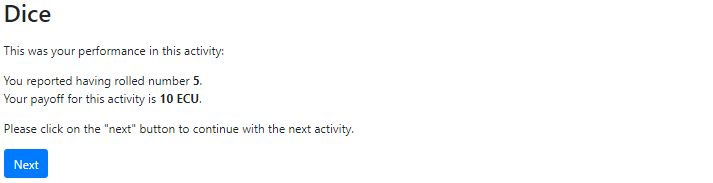 Dice
This was your performance in this activity:
You reported having rolled number 5.
Your payoff for this activity is 10 ECU.
Please click on the "next" button to continue with the next activity.
Next